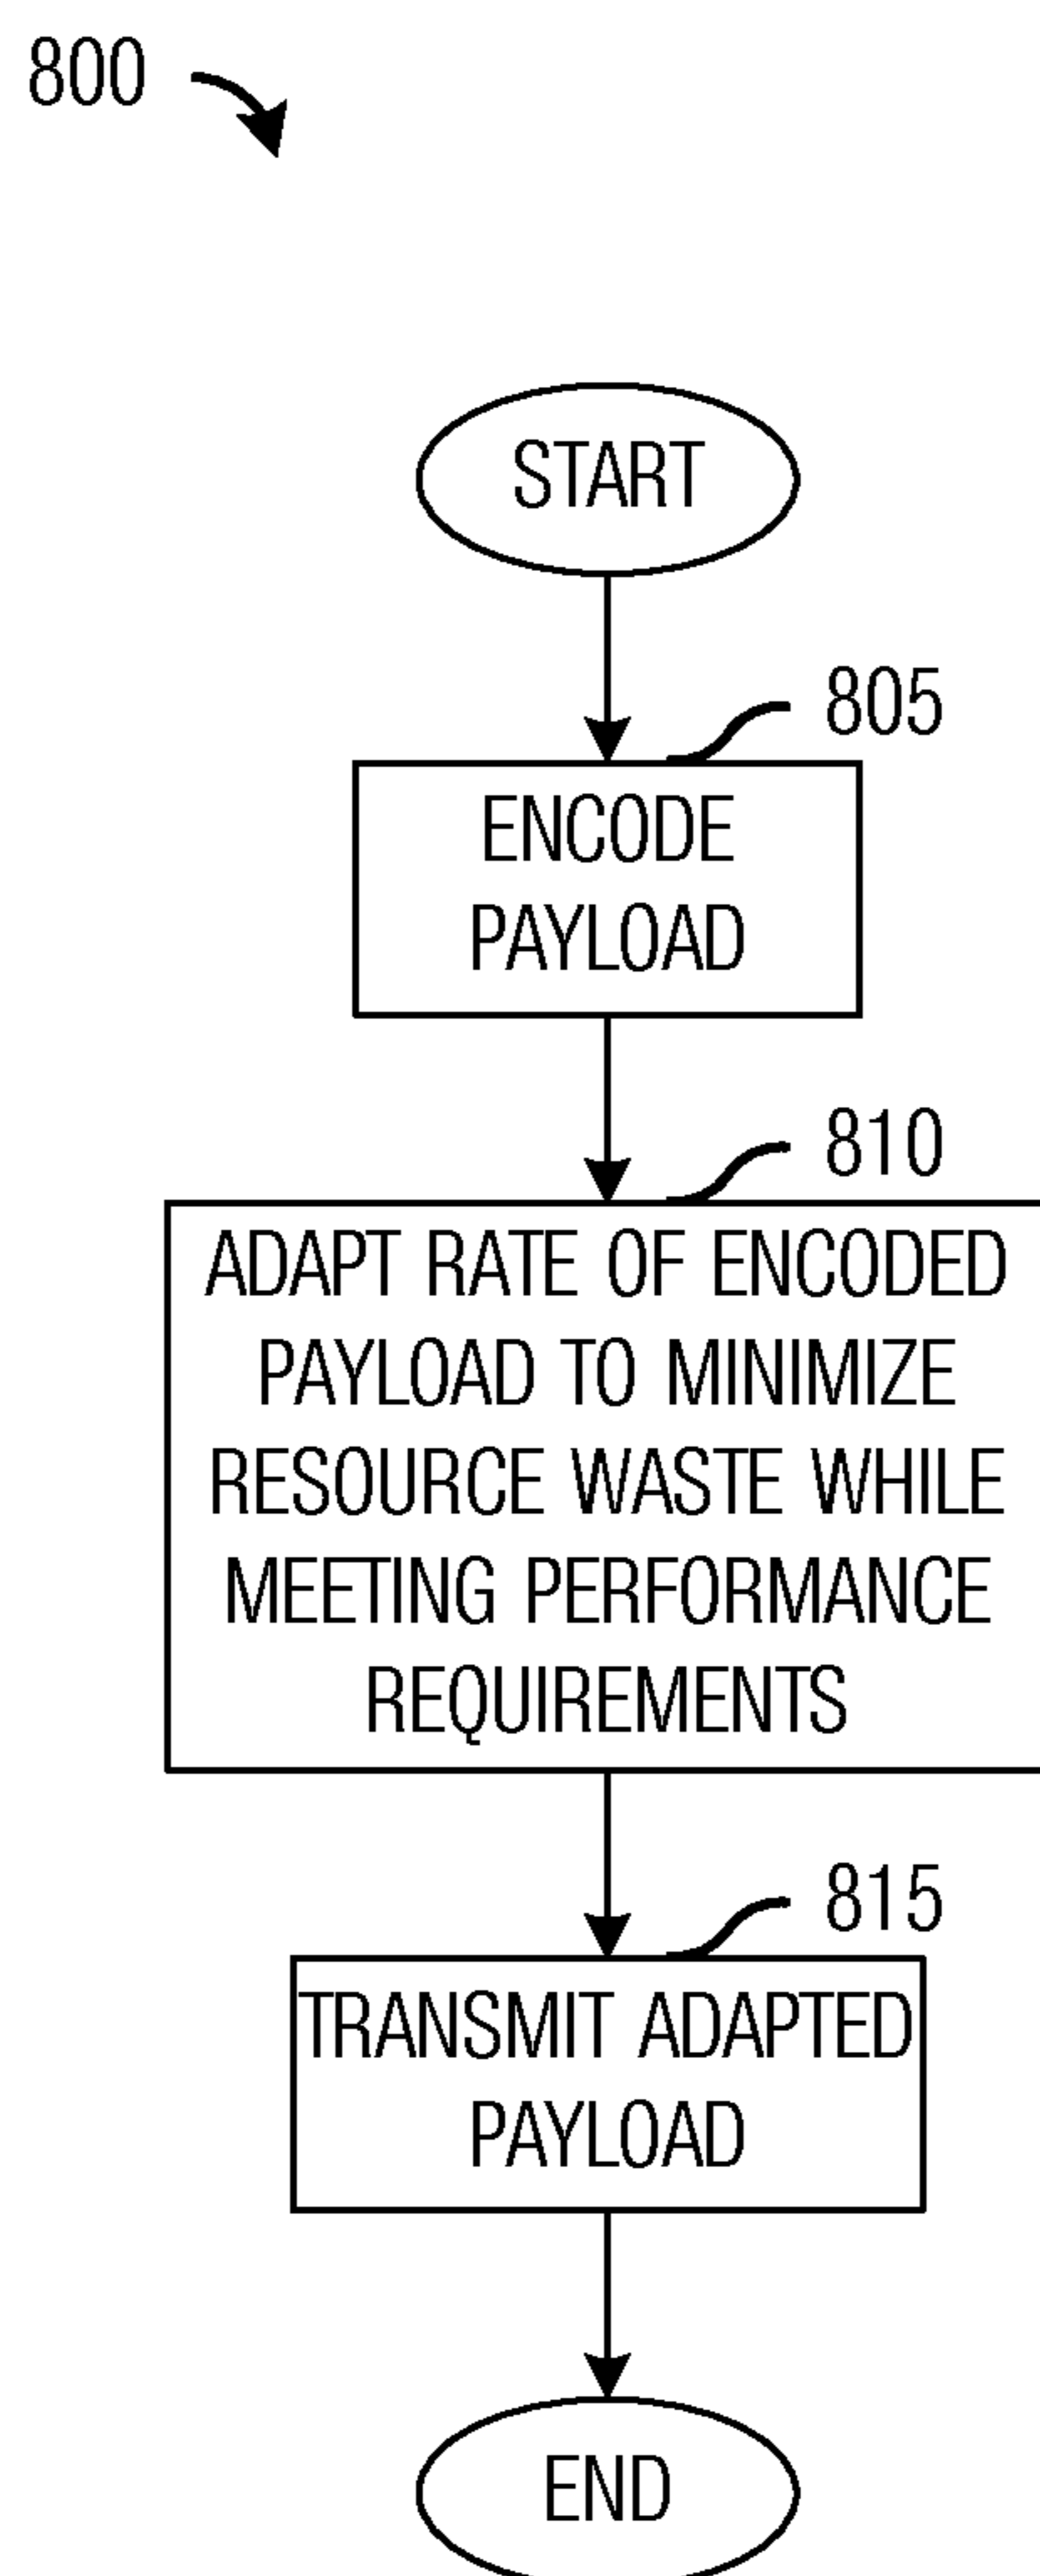 800
START
805
ENCODE
PAYLOAD
810
ADAPT RATE OF ENCODED
PAYLOAD TO MINIMIZE
RESOURCE WASTE WHILE
MEETING PERFORMANCE
REQUIREMENTS
815
TRANSMIT ADAPTED
PAYLOAD
END